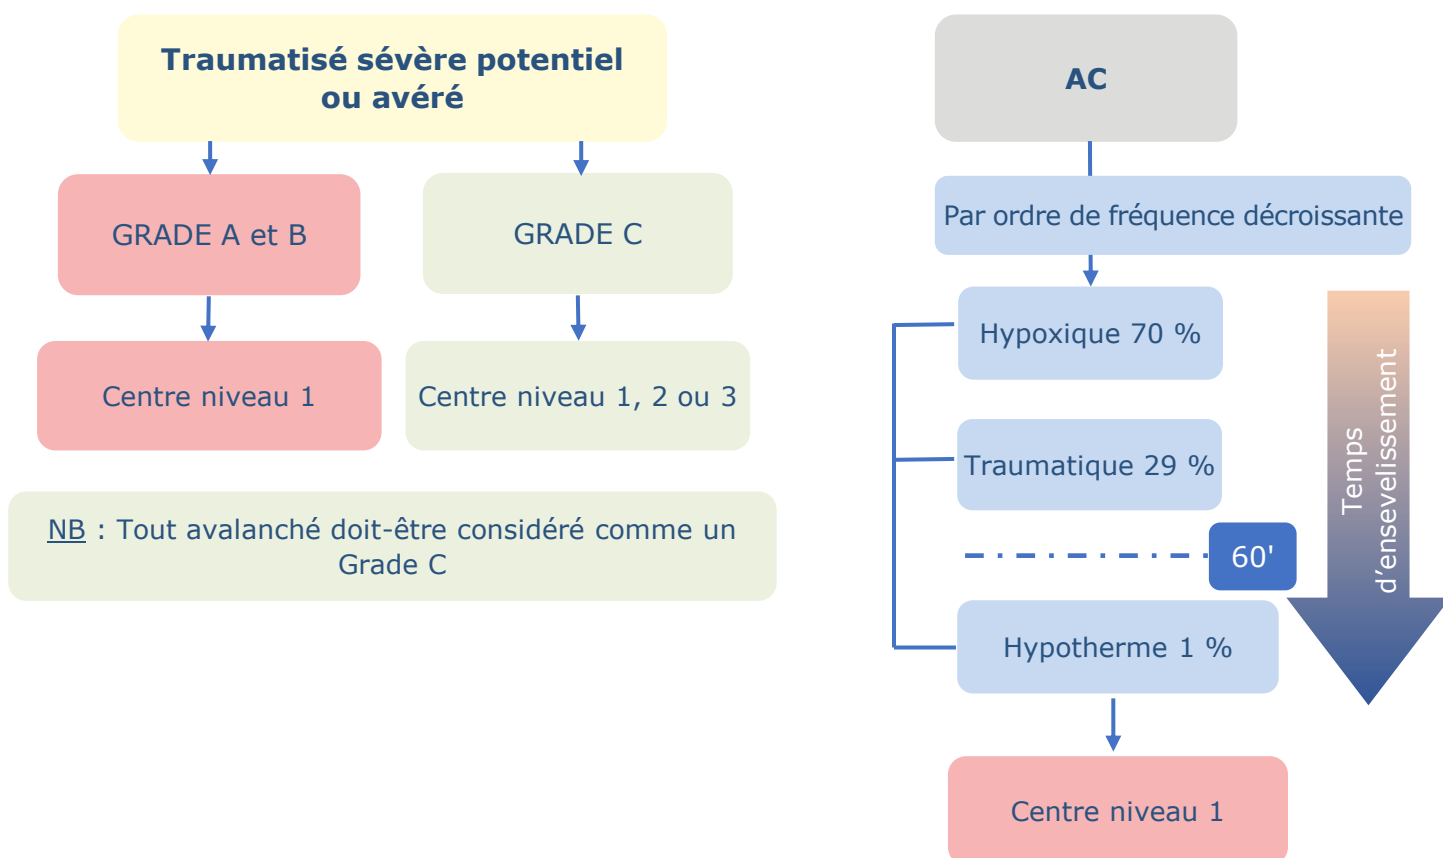 Traumatisé sévère potentiel
ou avéré
GRADE A et B
GRADE C
Centre niveau 1
Centre niveau 1, 2 ou 3
NB : Tout avalanché doit-être considéré comme un
Grade C
AC
Par ordre de fréquence décroissante
Hypoxique 70 %
Traumatique 29 %
60'
Hypotherme 1 %
Temps
d’ensevelissement
Centre niveau 1